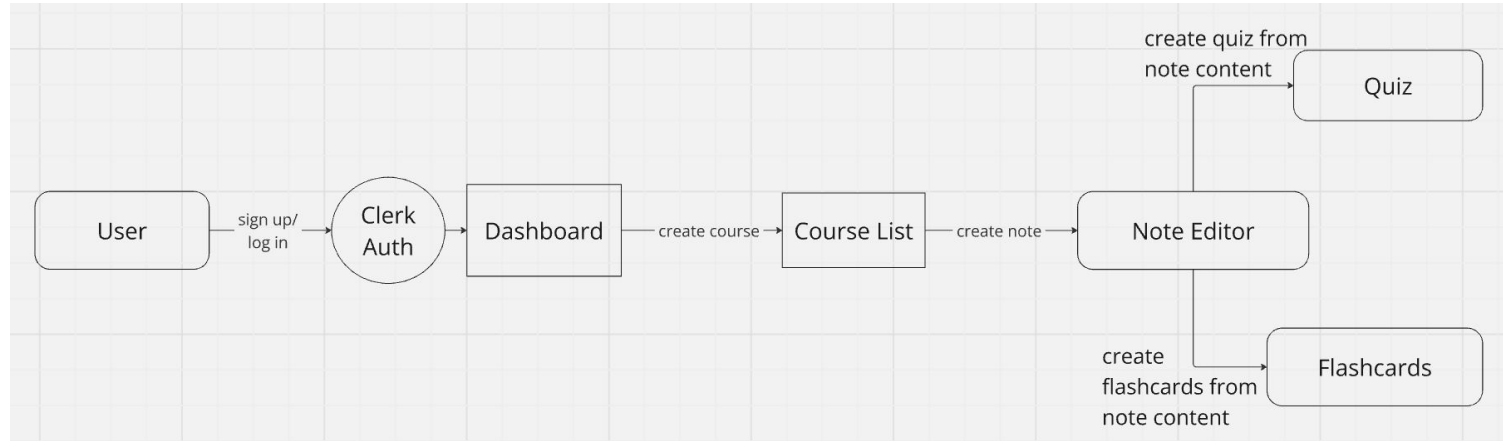 User
sign up/
log in
Clerk
Auth
Dashboard
create course
Course List
create note
Note Editor
create quiz from
note content
Quiz
create
flashcards from
note content
Flashcards